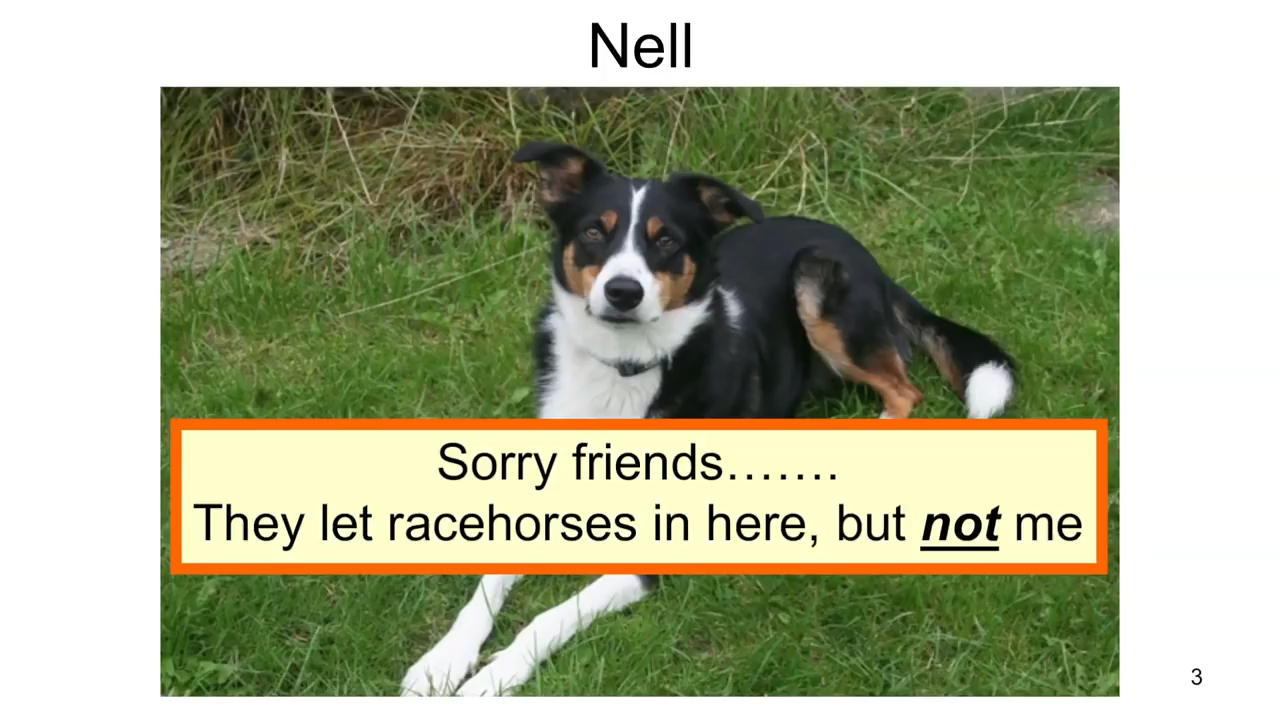 Nell
Sorry friends…….
They let racehorses in here, but not me
3